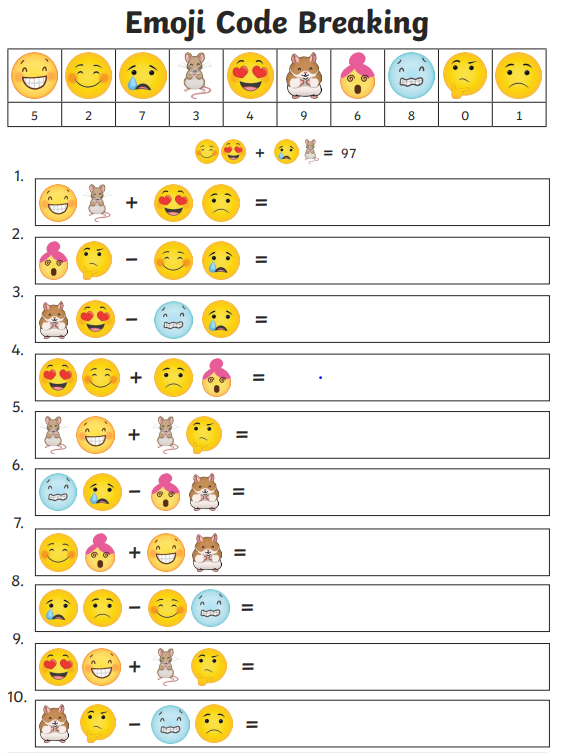 Emoji Code Breaking
5 2 7 3 4 9 6 8 0 1
+ = 97
1. + =
2. - =
3. - =
4. + =
5. + =
6. - =
7. + =
8. - =
9. + =
10. - =